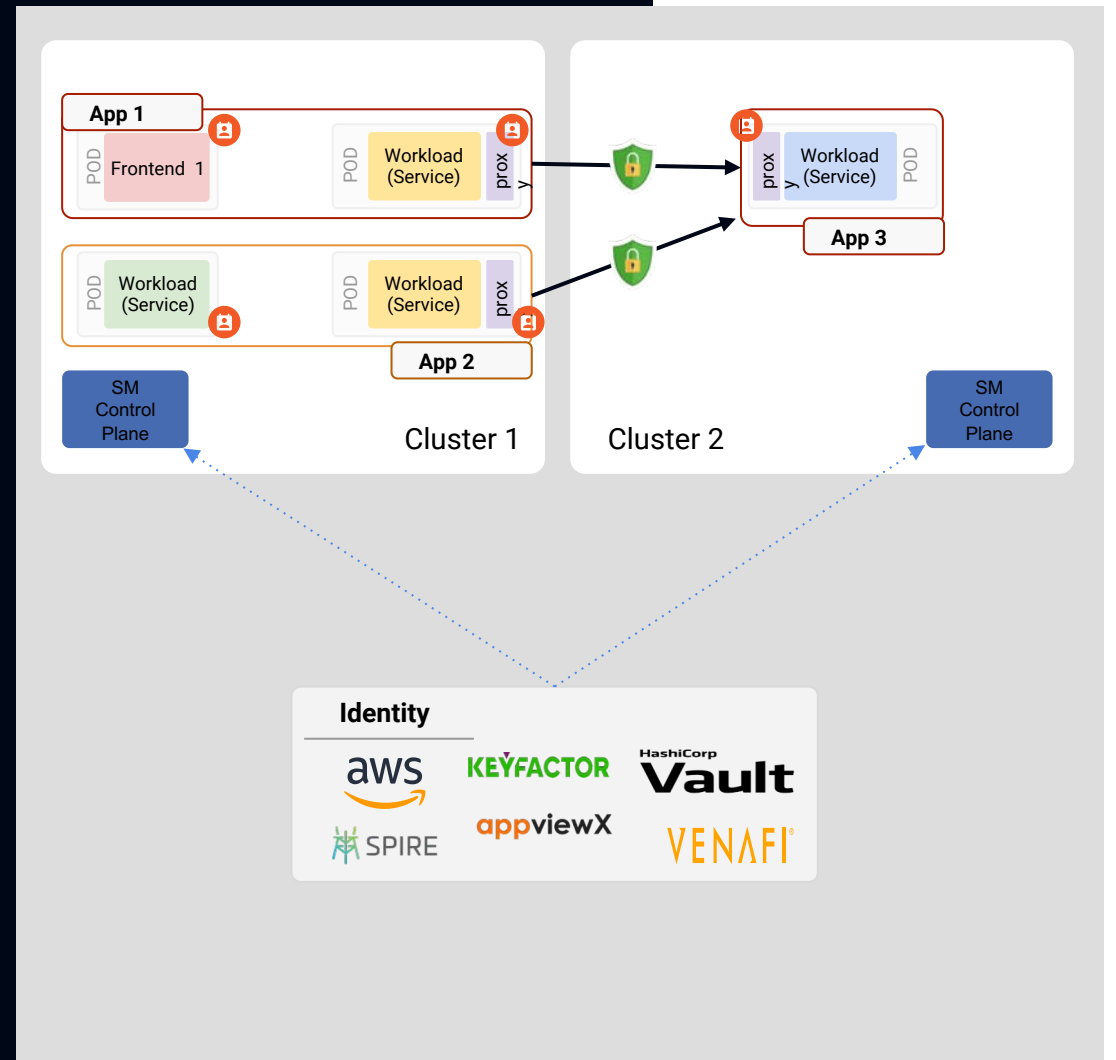 App 1
POD
Frontend 1
POD
Workload
(Service)
prox
y
prox
y
Workload
(Service)
POD
App 3
POD
Workload
(Service)
POD
Workload
(Service)
prox
App 2
SM
Control
Plane
Cluster 1
Cluster 2
SM
Control
Plane
Identity
aws
KEYFACTOR
HashiCorp
Vault
SPIRE
appviewX
VENAFI®